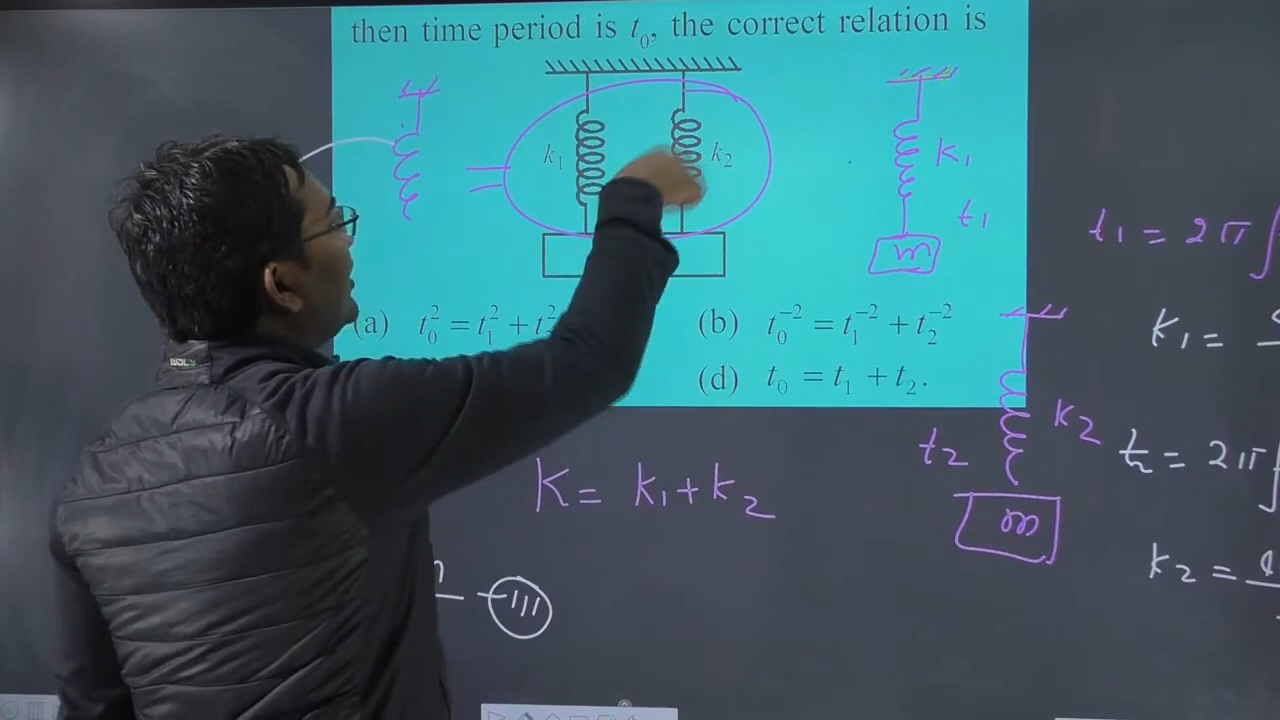 then time period is t₀, the correct relation is
k₁
k₂
K₁
t₁
m
t₁ = 2π
K₁ =
(a) t₀² = t₁² + t
(b) t₀⁻² = t₁⁻² + t₂⁻²
(d) t₀ = t₁ + t₂.
K₂
t₂
m
t₂ = 2π
K = k₁ + k₂
K₂ =